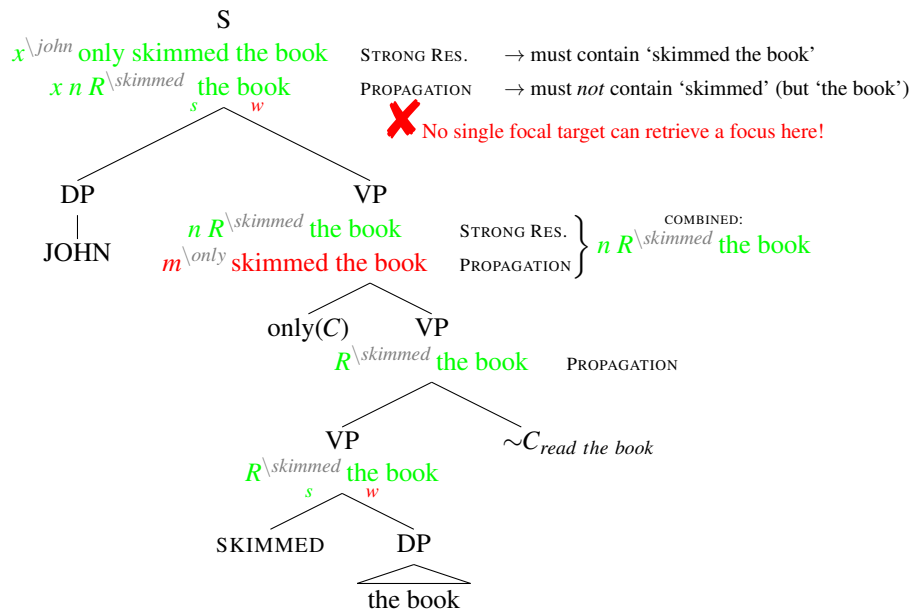 S
x\john only skimmed the book STRONG RES. → must contain ‘skimmed the book’
x n R\skimmed the book PROPAGATION → must not contain ‘skimmed’ (but ‘the book’)
s w
✘ No single focal target can retrieve a focus here!
DP VP
JOHN
n R\skimmed the book STRONG RES.
m\only skimmed the book PROPAGATION
COMBINED:
n R\skimmed the book
only(C) VP
R\skimmed the book PROPAGATION
VP ∼C read the book
R\skimmed the book
s w
SKIMMED DP
the book